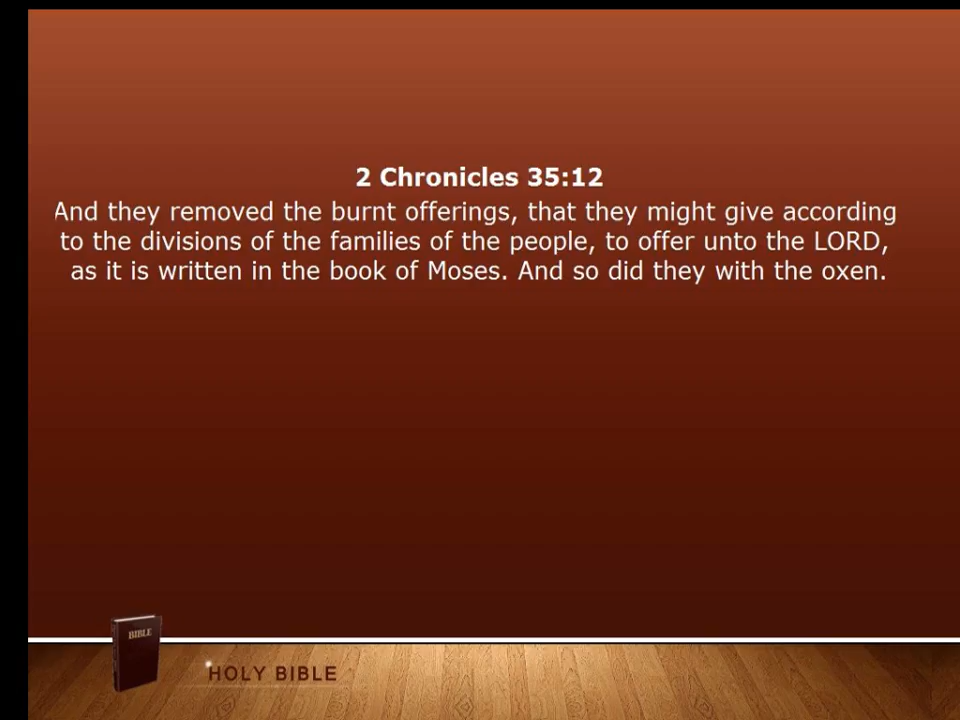 2 Chronicles 35:12
And they removed the burnt offerings, that they might give according
to the divisions of the families of the people, to offer unto the LORD,
as it is written in the book of Moses. And so did they with the oxen.
BIBLE
HOLY BIBLE